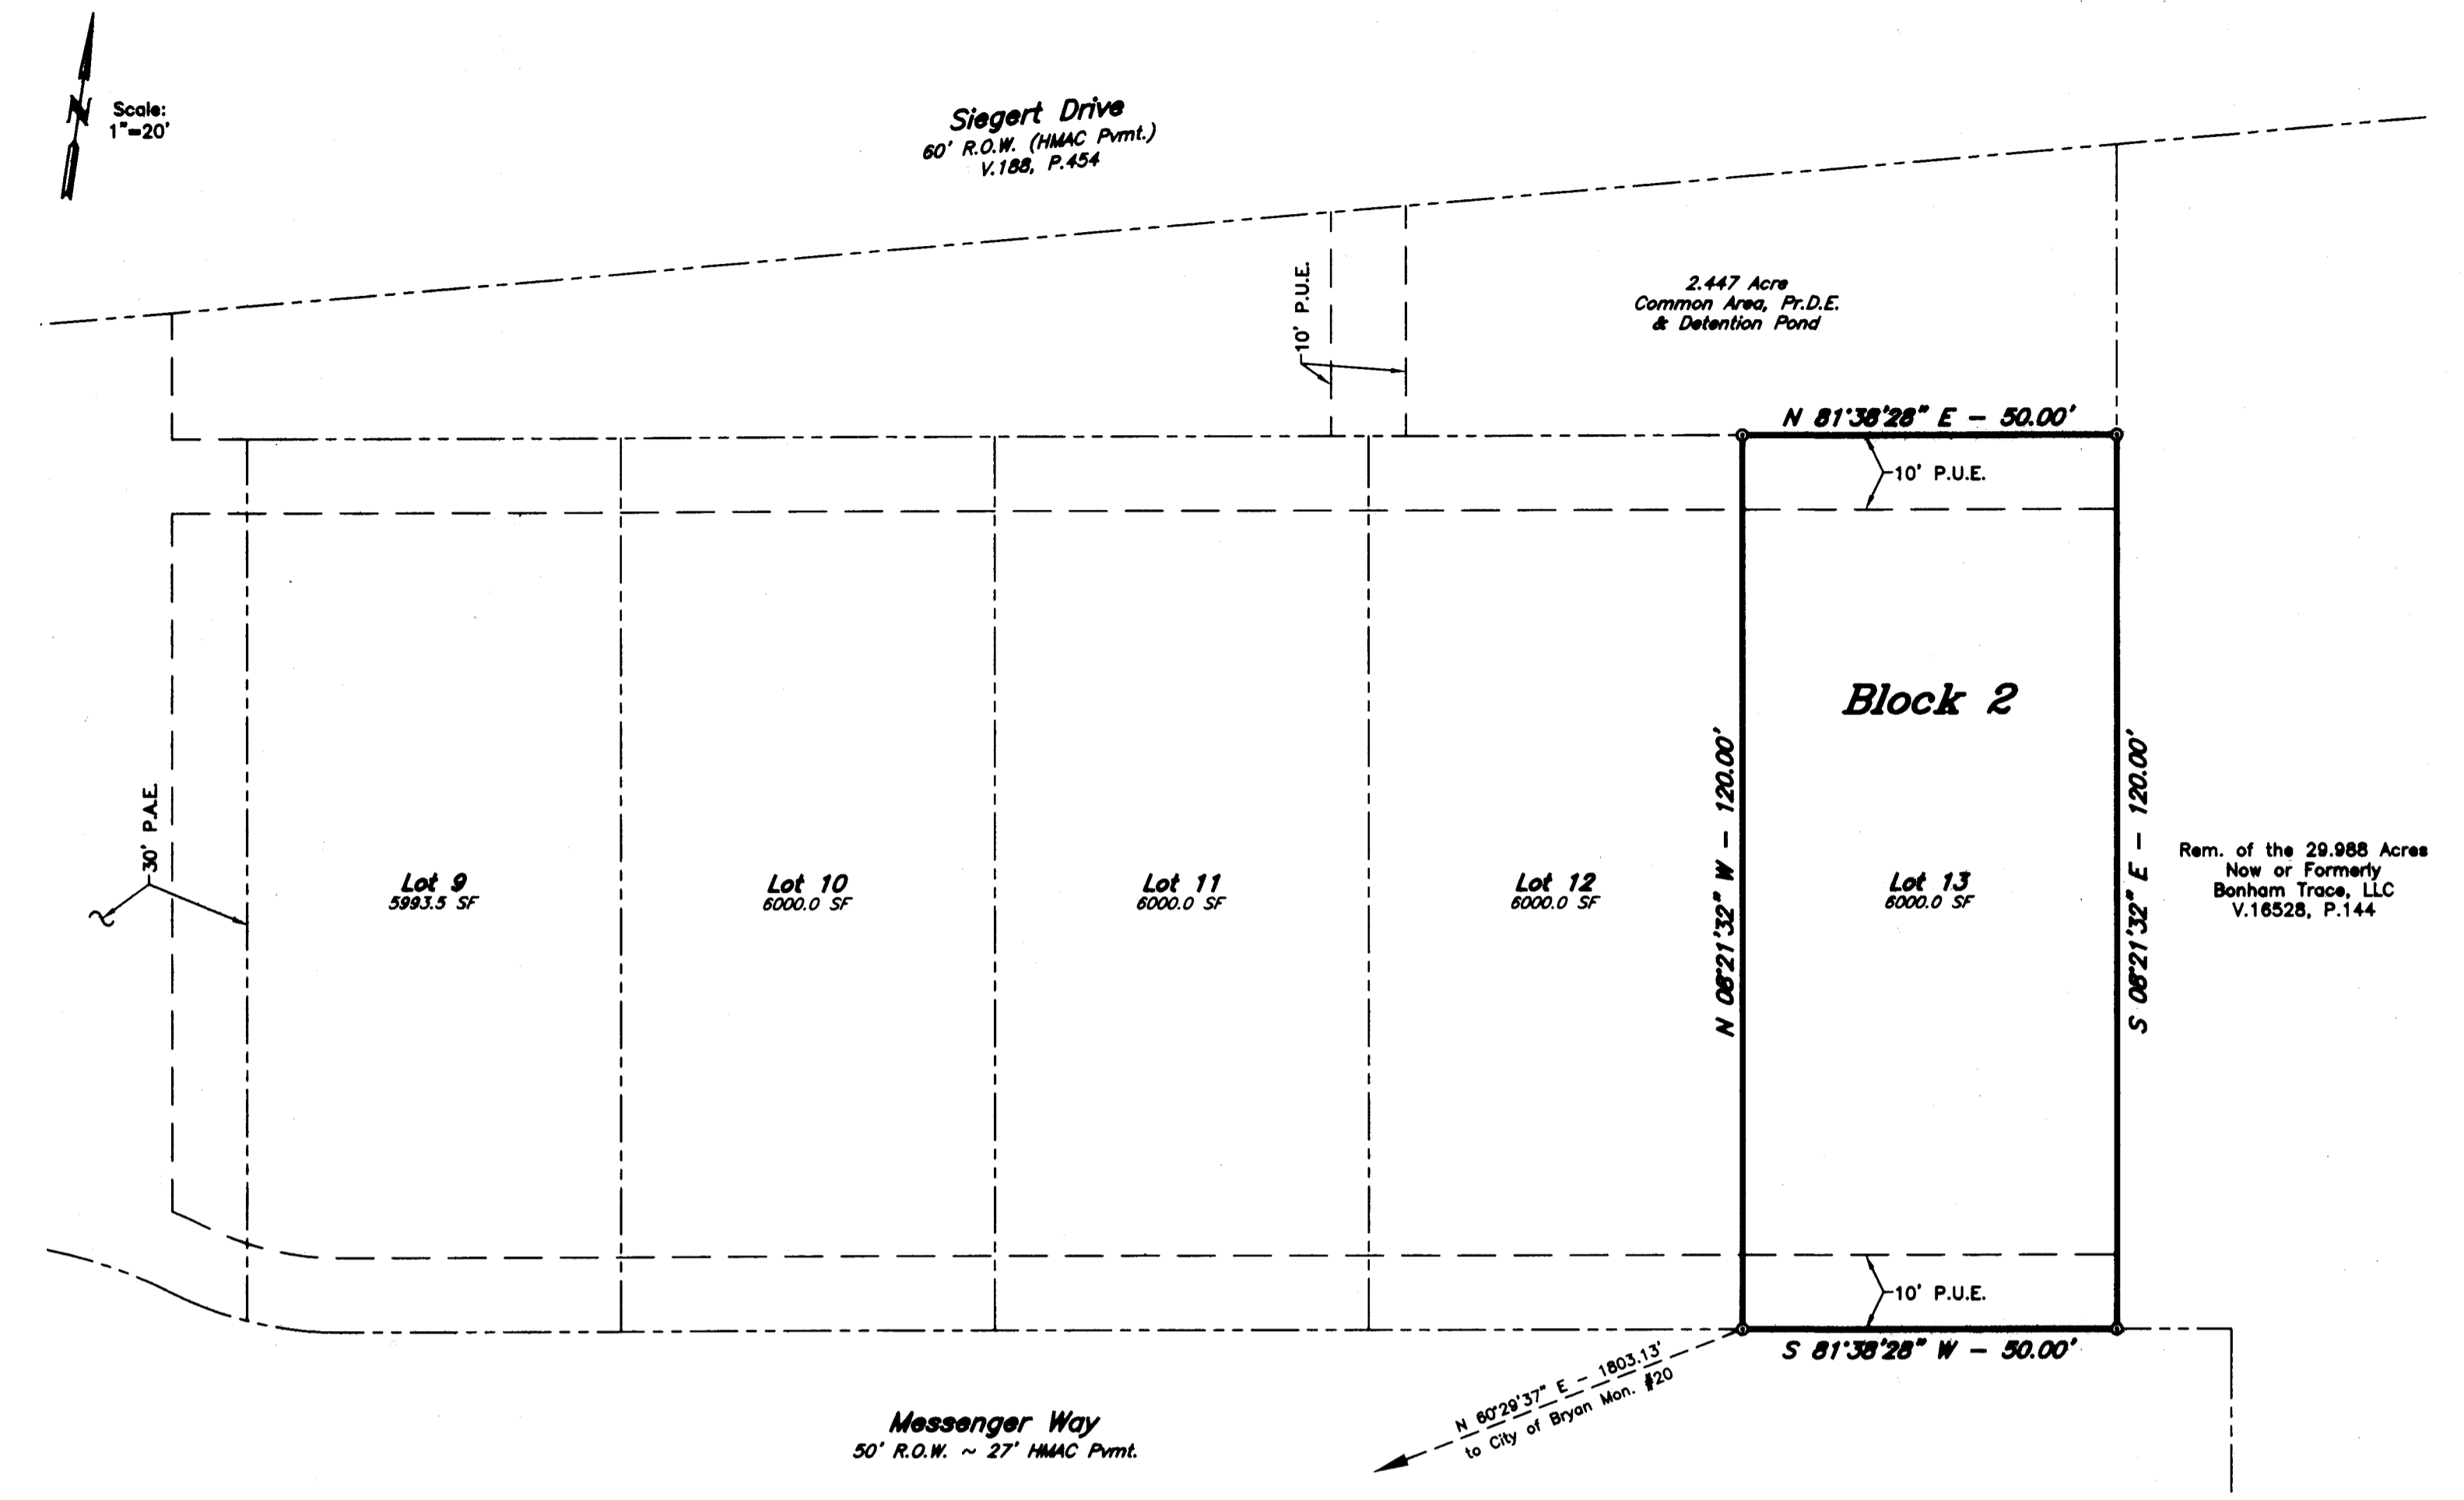 N
Scale:
1"=20'
Siegert Drive
60' R.O.W. (HMAC Pvmt.)
V.188, P.454
10' P.U.E.
2.447 Acre
Common Area, Pr.D.E.
& Detention Pond
N 81°38'28" E - 50.00'
10' P.U.E.
Block 2
30' P.A.E.
Lot 9
5993.5 SF
Lot 10
6000.0 SF
Lot 11
6000.0 SF
Lot 12
6000.0 SF
N 08°21'32" W - 120.00'
Lot 13
6000.0 SF
S 08°21'32" E - 120.00'
Rem. of the 29.988 Acres
Now or Formerly
Bonham Trace, LLC
V.16528, P.144
10' P.U.E.
S 81°38'28" W - 50.00'
N 60°29'37" E - 1803.13'
to City of Bryan Mon. #20
Messenger Way
50' R.O.W. ~ 27' HMAC Pvmt.